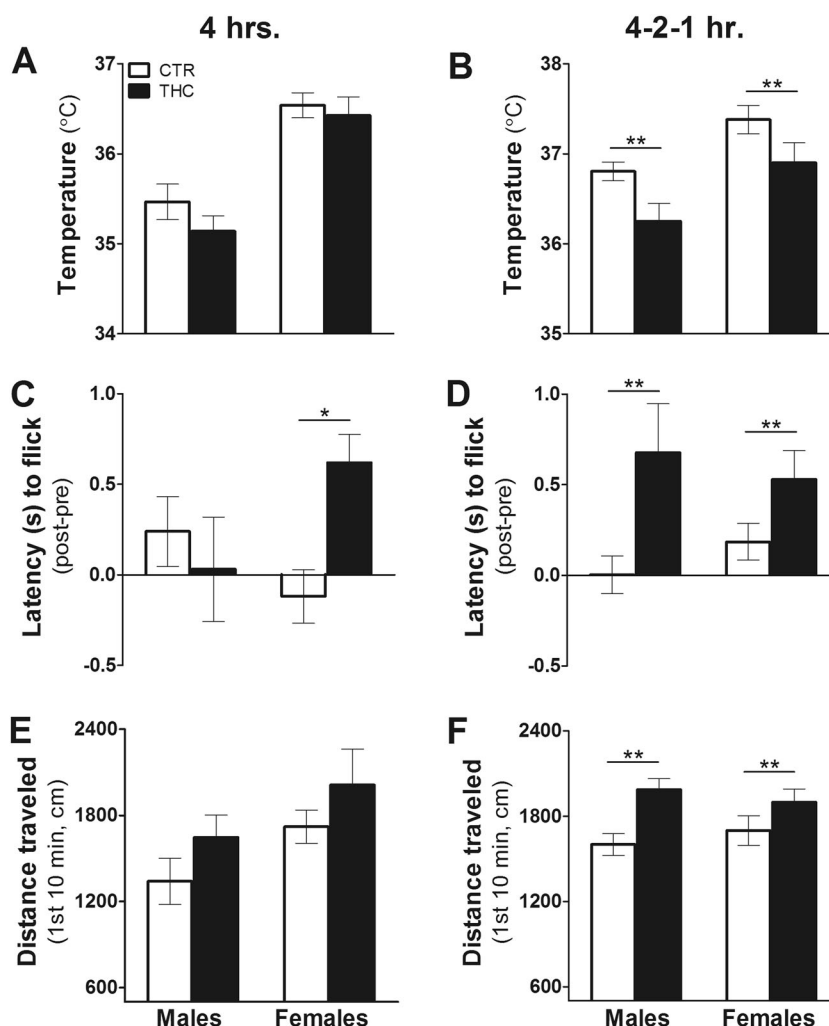 4 hrs.
4-2-1 hr.
A
CTR
THC
Temperature (°C)
37
36
35
34
B
Temperature (°C)
38
37
36
35
**
**
C
Latency (s) to flick
(post-pre)
1.0
0.5
0.0
-0.5
*
D
Latency (s) to flick
(post-pre)
1.0
0.5
0.0
-0.5
**
**
E
Distance traveled
(1st 10 min, cm)
2400
1800
1200
600
Males
Females
F
Distance traveled
(1st 10 min, cm)
2400
1800
1200
600
**
**
Males
Females